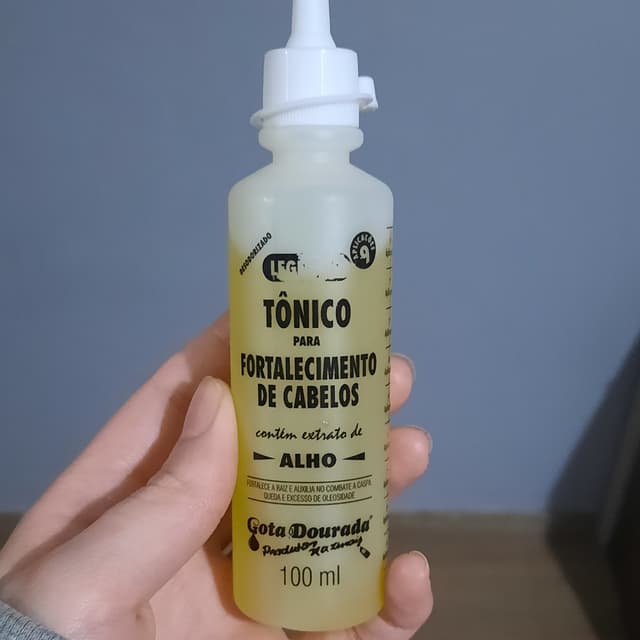 DESODORIZADO
TÔNICO
PARA
FORTALECIMENTO
DE CABELOS
contém extrato de
ALHO
FORTALECE A RAIZ E AUXILIA NO COMBATE A CASPA,
QUEDA E EXCESSO DE OLEOSIDADE
Gota Dourada®
Produtos Naturais
100 ml